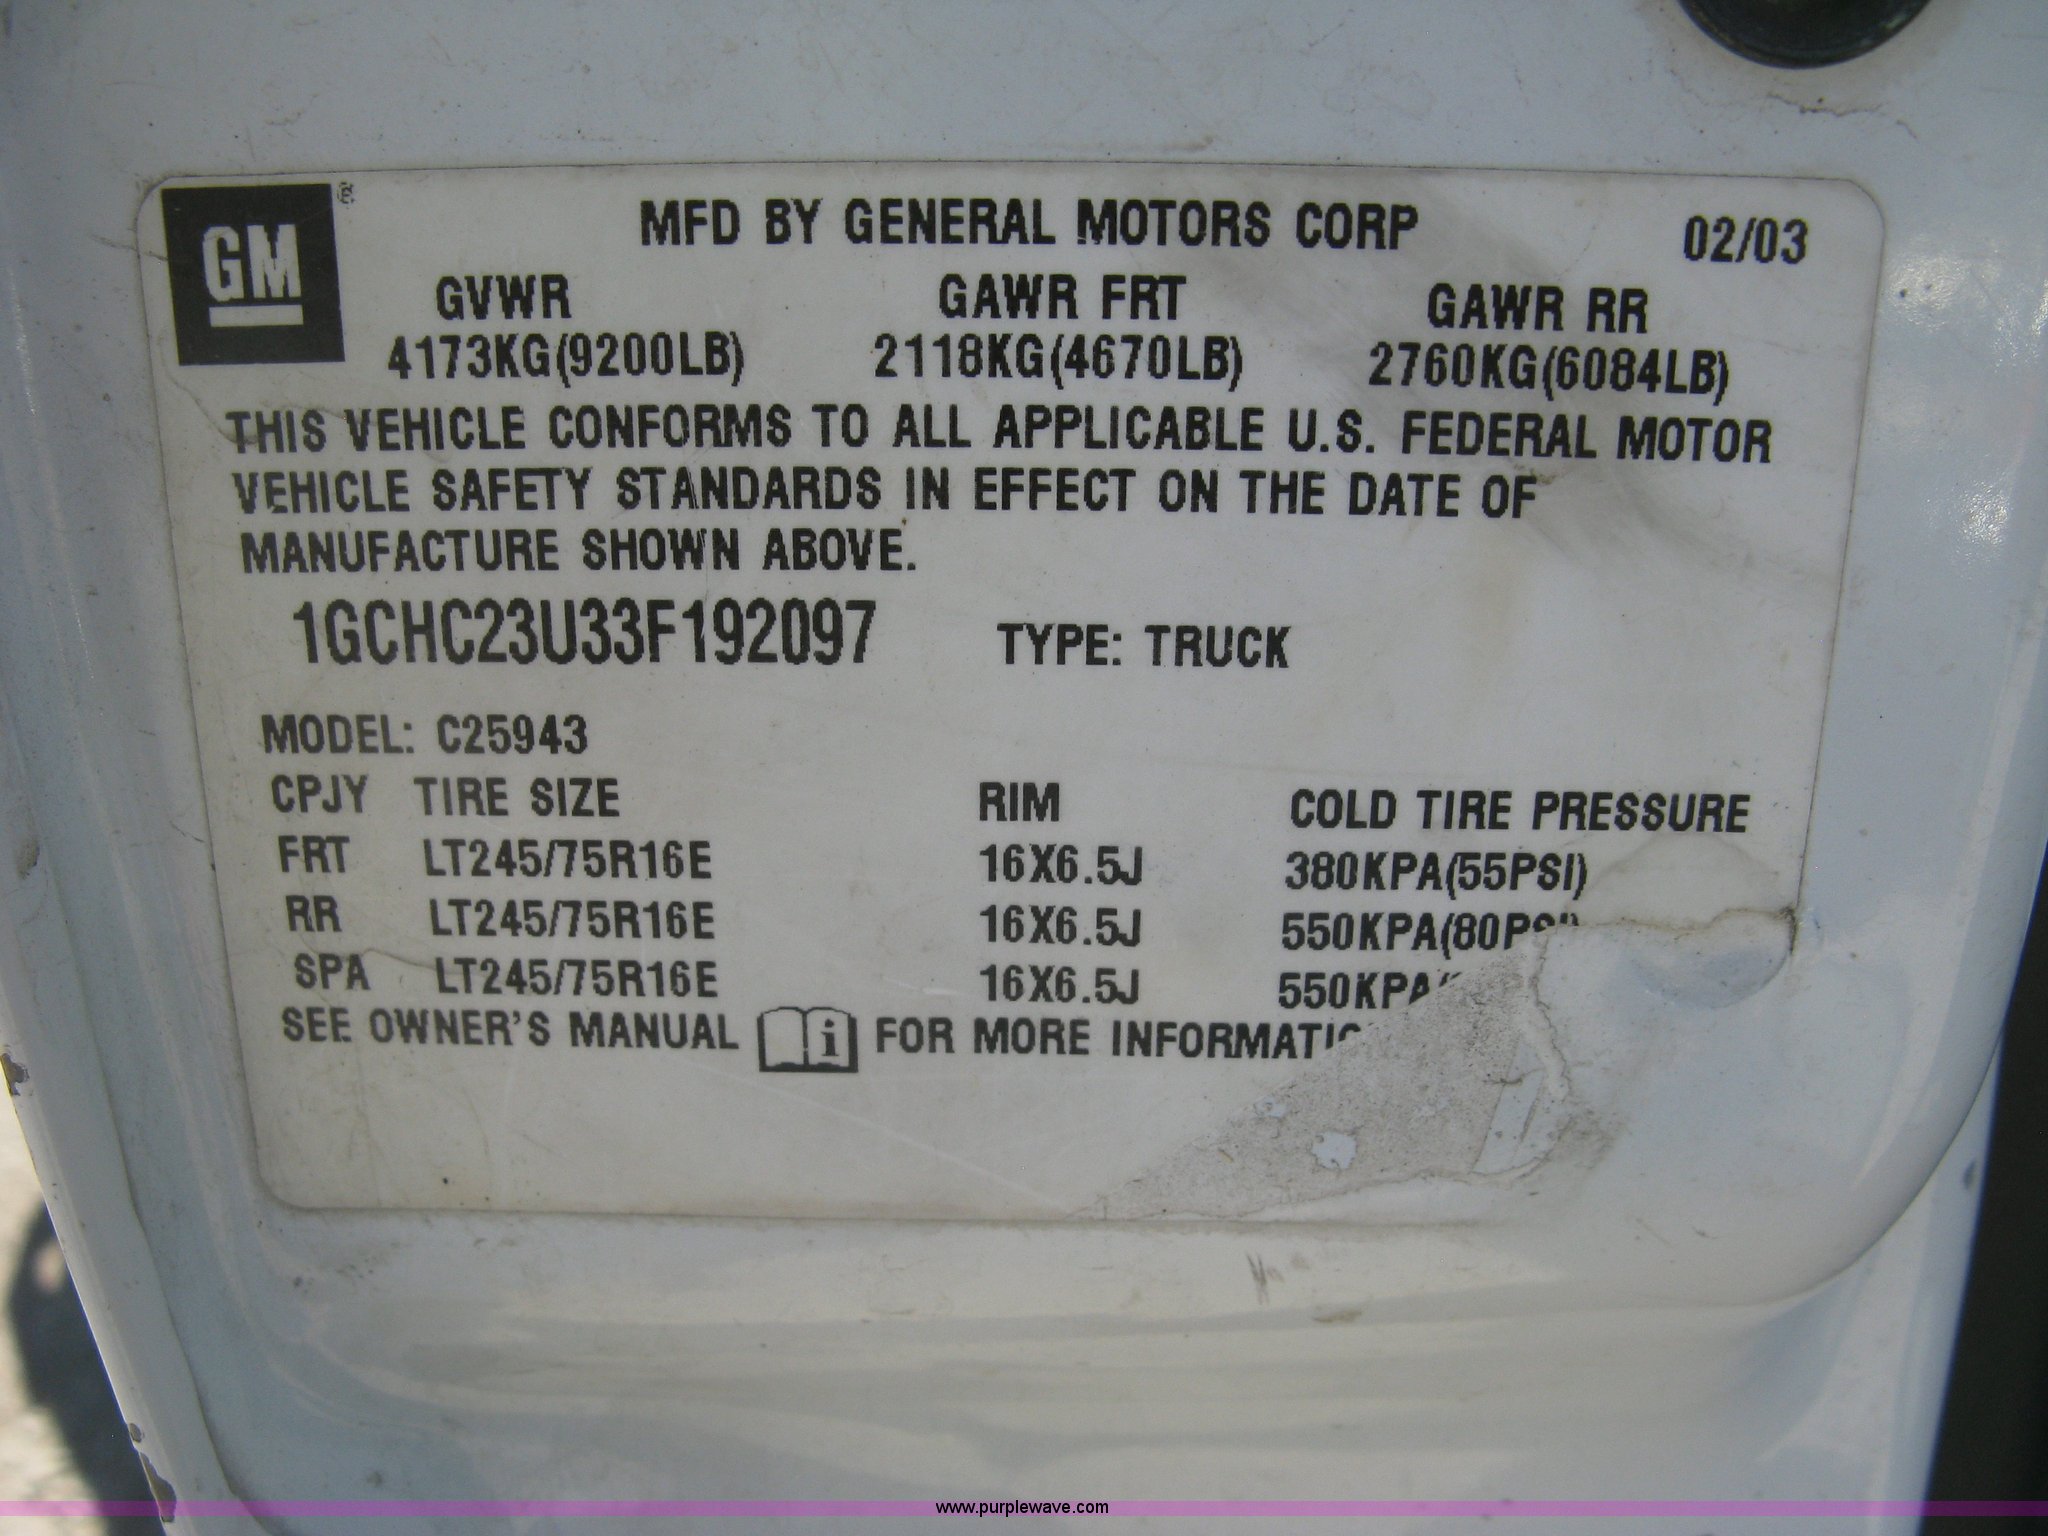 GM
MFD BY GENERAL MOTORS CORP 02/03
GVWR GAWR FRT GAWR RR
4173KG(9200LB) 2118KG(4670LB) 2760KG(6084LB)
THIS VEHICLE CONFORMS TO ALL APPLICABLE U.S. FEDERAL MOTOR
VEHICLE SAFETY STANDARDS IN EFFECT ON THE DATE OF
MANUFACTURE SHOWN ABOVE.
1GCHC23U33F192097 TYPE: TRUCK
MODEL: C25943
CPJY TIRE SIZE RIM COLD TIRE PRESSURE
FRT LT245/75R16E 16X6.5J 380KPA(55PSI)
RR LT245/75R16E 16X6.5J 550KPA(80PSI)
SPA LT245/75R16E 16X6.5J 550KPA
SEE OWNER'S MANUAL FOR MORE
www.purplewave.com